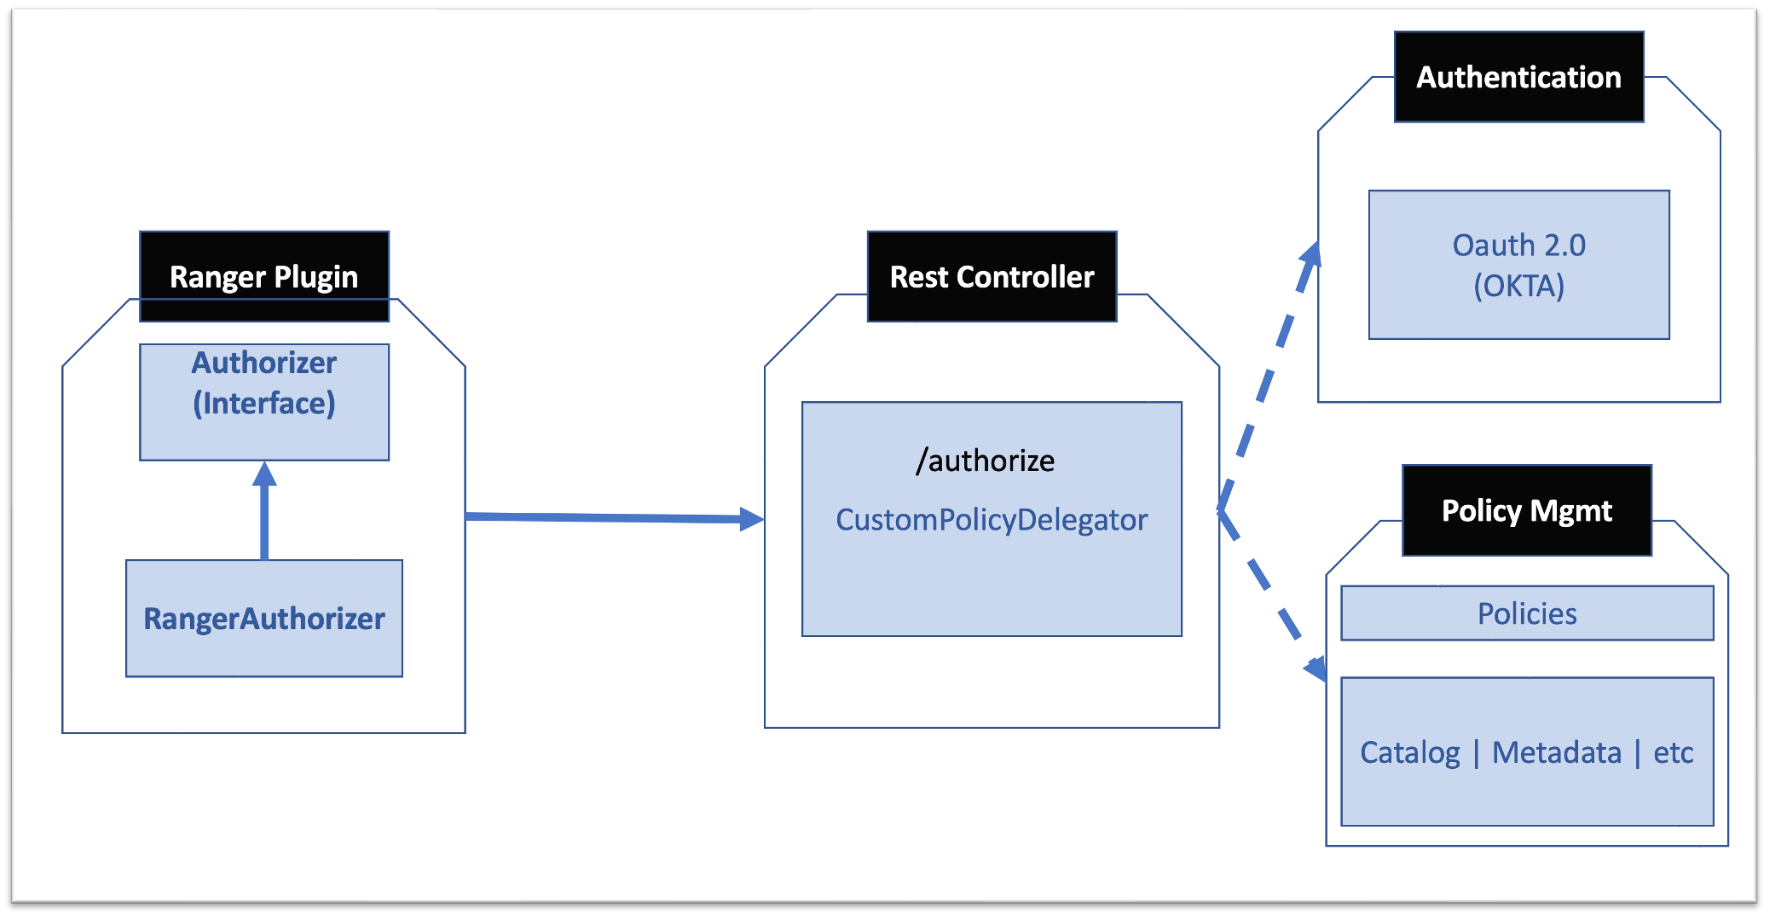 Ranger Plugin
Authorizer
(Interface)
RangerAuthorizer
Rest Controller
/authorize
CustomPolicyDelegator
Authentication
Oauth 2.0
(OKTA)
Policy Mgmt
Policies
Catalog | Metadata | etc